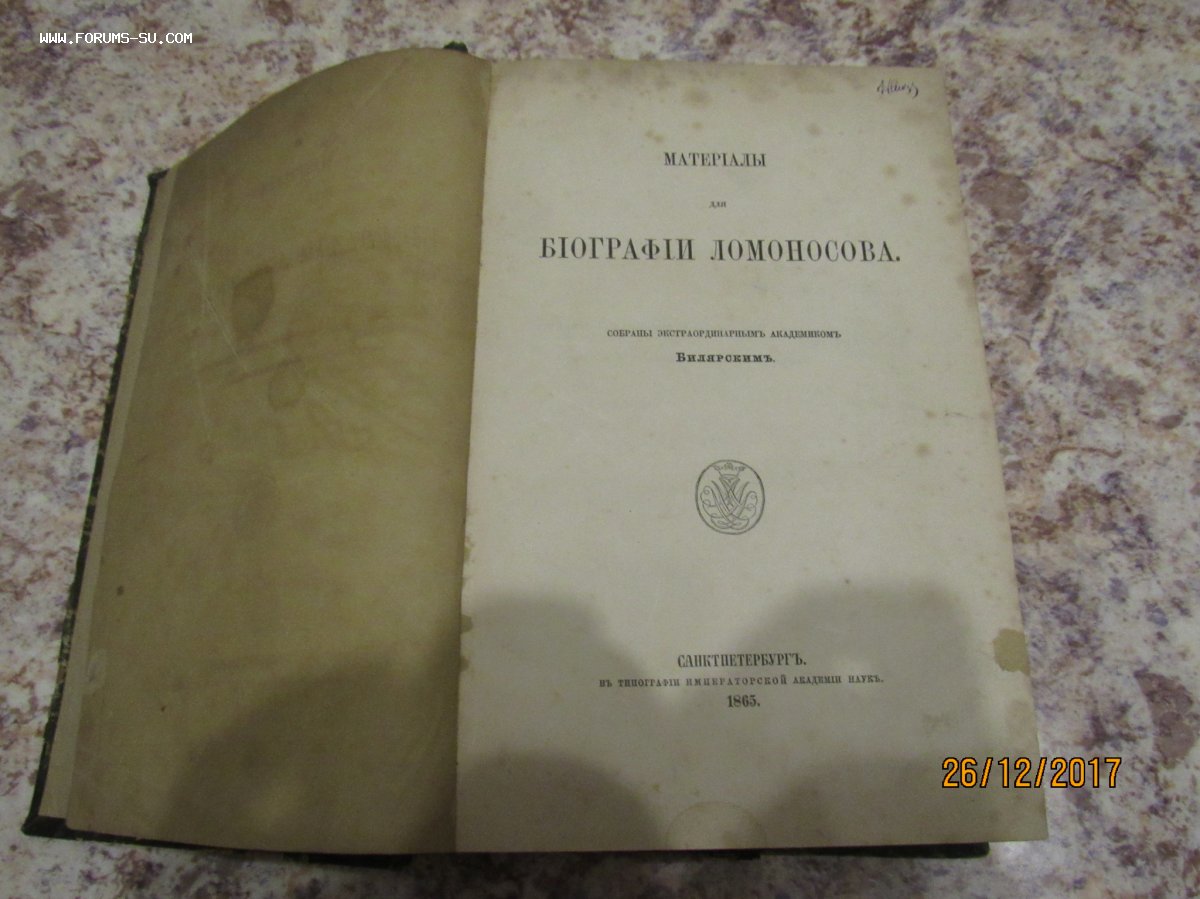 WWW.FORUMS-SU.COM
МАТЕРІАЛЫ
ДЛЯ
БІОГРАФІИ ЛОМОНОСОВА.
СОБРАНЫ ЭКСТРАОРДИНАРНЫМЪ АКАДЕМИКОМЪ
Билярскимъ.
САНКТПЕТЕРБУРГЪ.
ВЪ ТИПОГРАФІИ ИМПЕРАТОРСКОЙ АКАДЕМІИ НАУКЪ.
1865.
26/12/2017